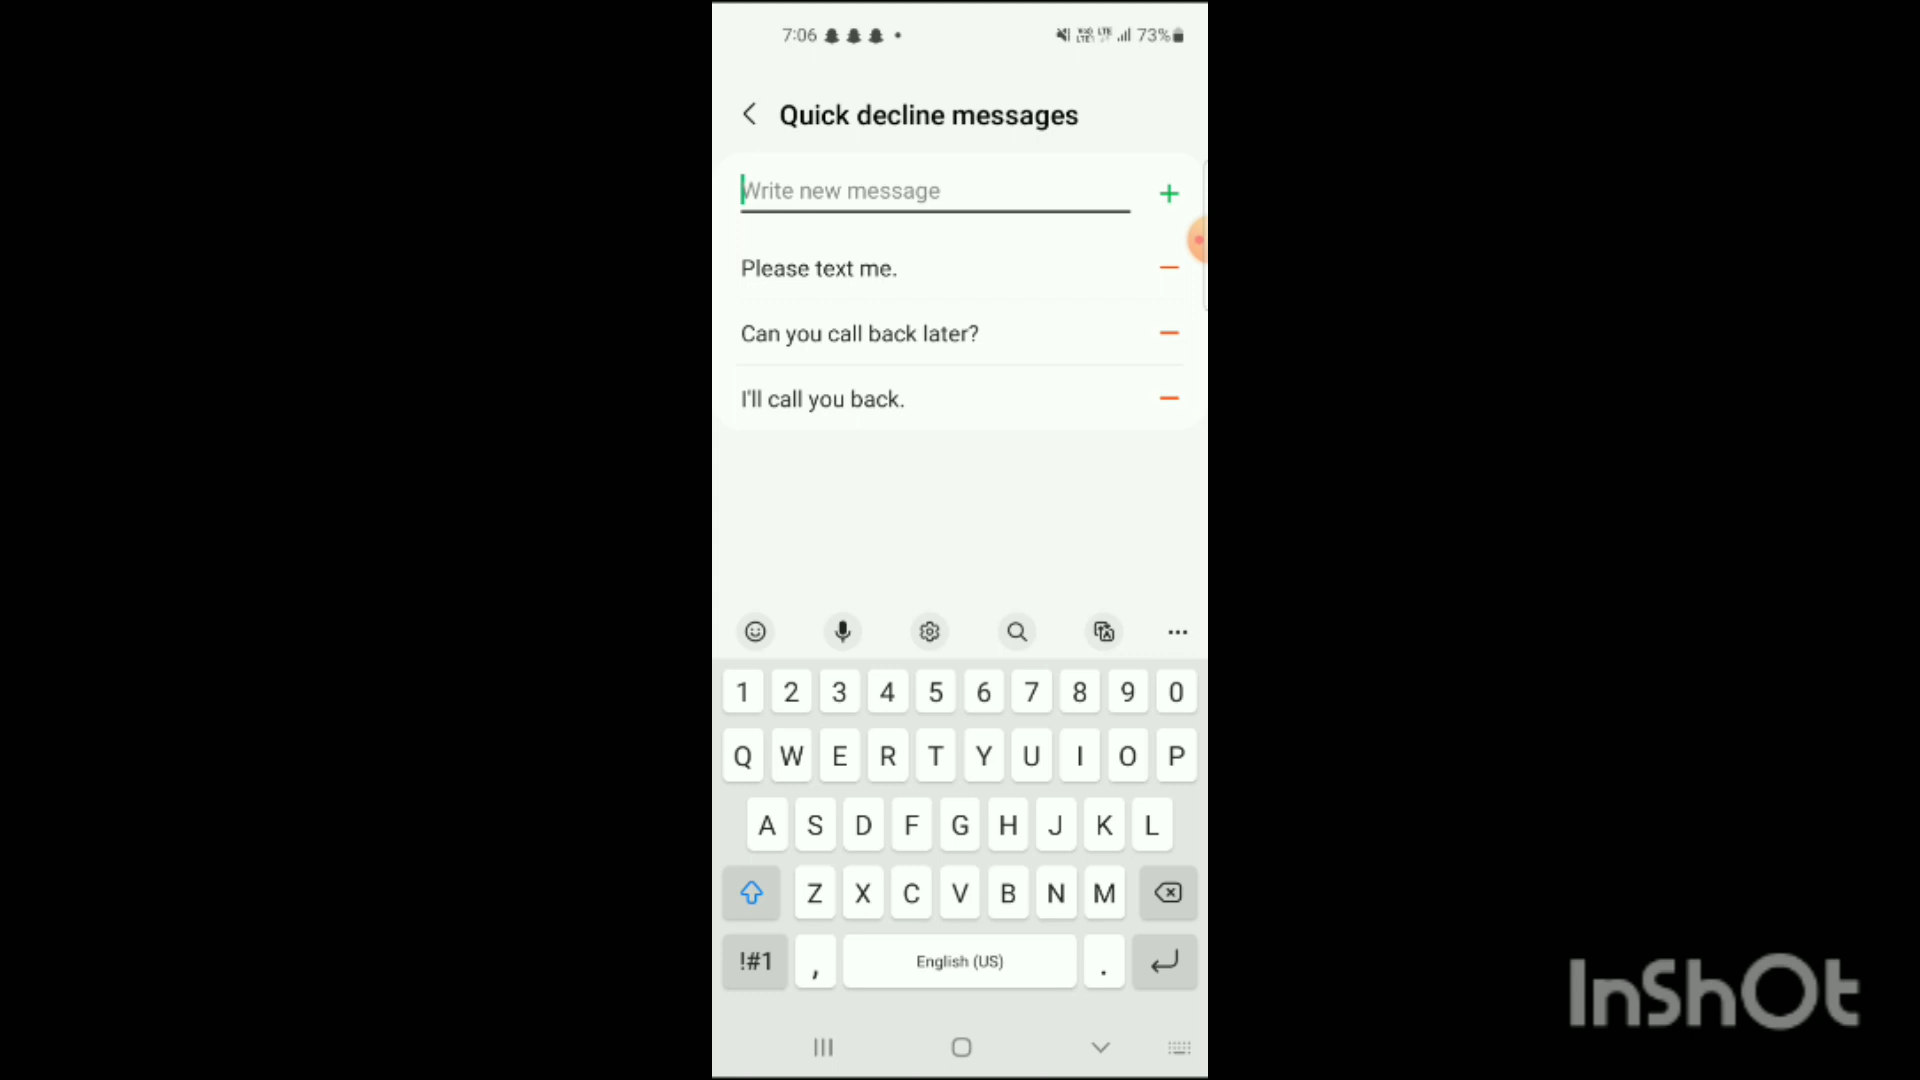 7:06 73%
Quick decline messages
Write new message
Please text me.
Can you call back later?
I'll call you back.
1 2 3 4 5 6 7 8 9 0
Q W E R T Y U I O P
A S D F G H J K L
Z X C V B N M
!#1 , English (US) .
InShOt